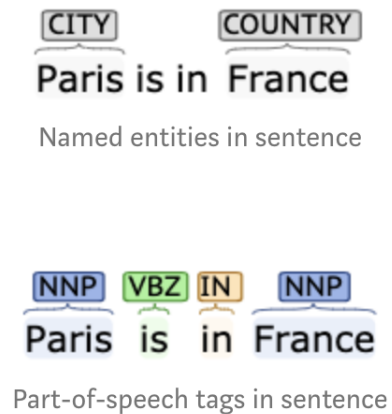 CITY COUNTRY
Paris is in France
Named entities in sentence
NNP VBZ IN NNP
Paris is in France
Part-of-speech tags in sentence